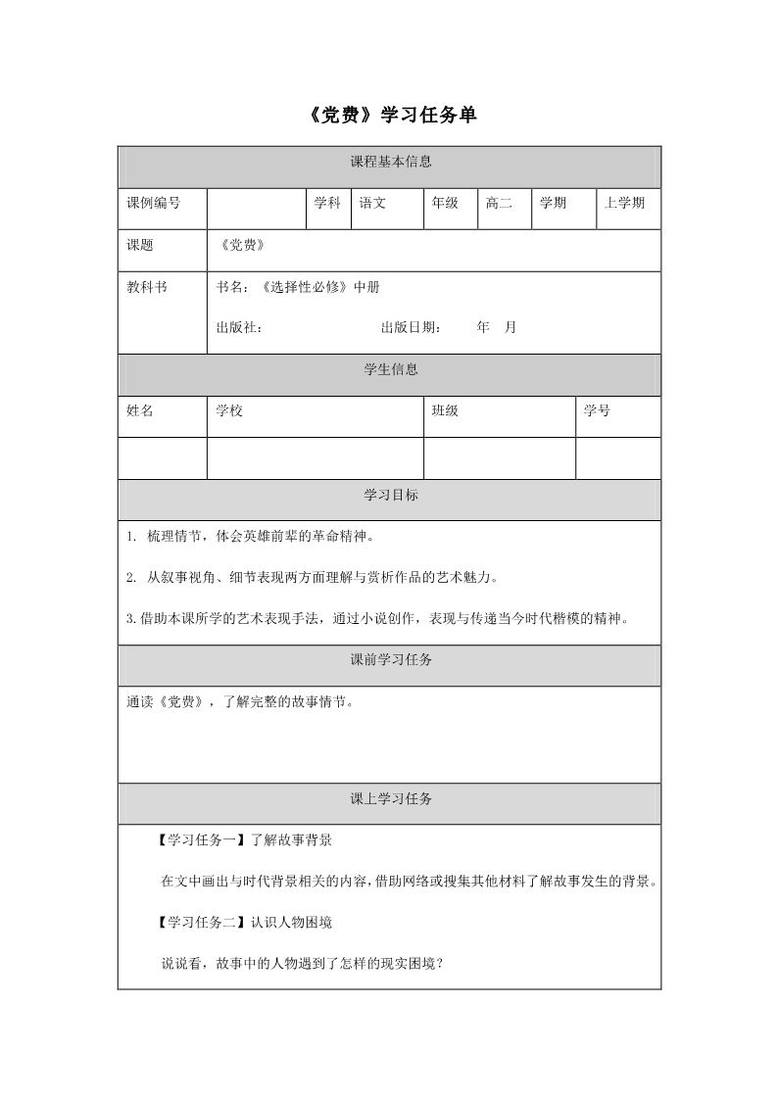 《党费》学习任务单
课程基本信息
课例编号 学科 语文 年级 高二 学期 上学期
课题 《党费》
教科书 书名：《选择性必修》中册
出版社： 出版日期： 年 月
学生信息
姓名 学校 班级 学号
学习目标
1. 梳理情节，体会英雄前辈的革命精神。
2. 从叙事视角、细节表现两方面理解与赏析作品的艺术魅力。
3.借助本课所学的艺术表现手法，通过小说创作，表现与传递当今时代楷模的精神。
课前学习任务
通读《党费》，了解完整的故事情节。
课上学习任务
【学习任务一】了解故事背景
在文中画出与时代背景相关的内容，借助网络或搜集其他材料了解故事发生的背景。
【学习任务二】认识人物困境
说说看，故事中的人物遇到了怎样的现实困境？